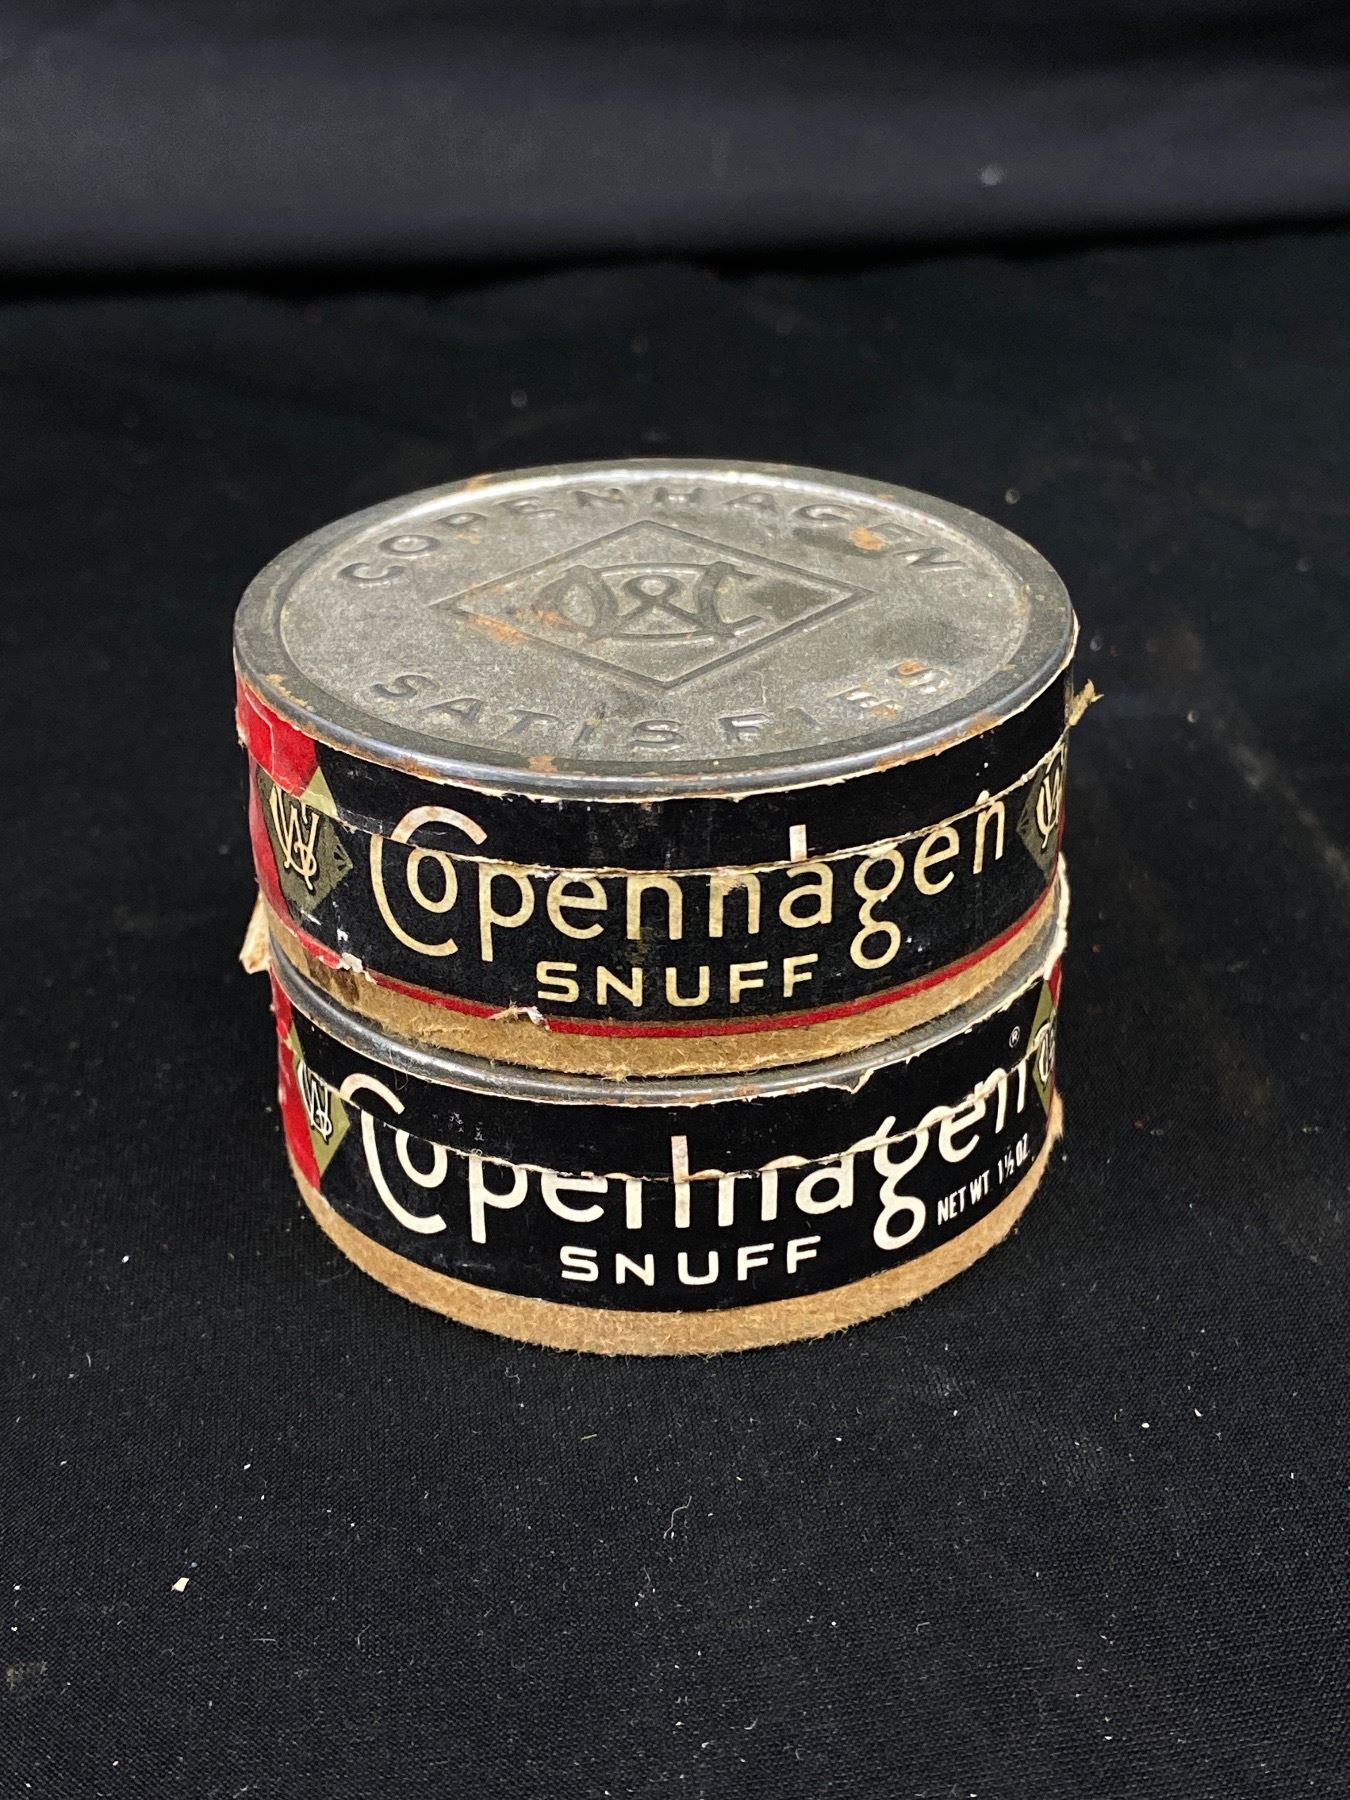 COPENHAGEN
W&C
SATISFIES
W&
Copenhagen
SNUFF
W&
Copenhagen ®
NET WT 1½ OZ.
SNUFF